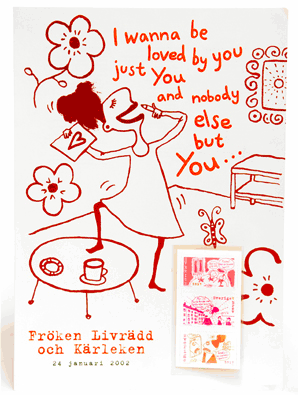 I wanna be
loved by you
just You
and nobody
else
but
You...
Sverige
Fröken Livrädd
och Kärleken
24 januari 2002